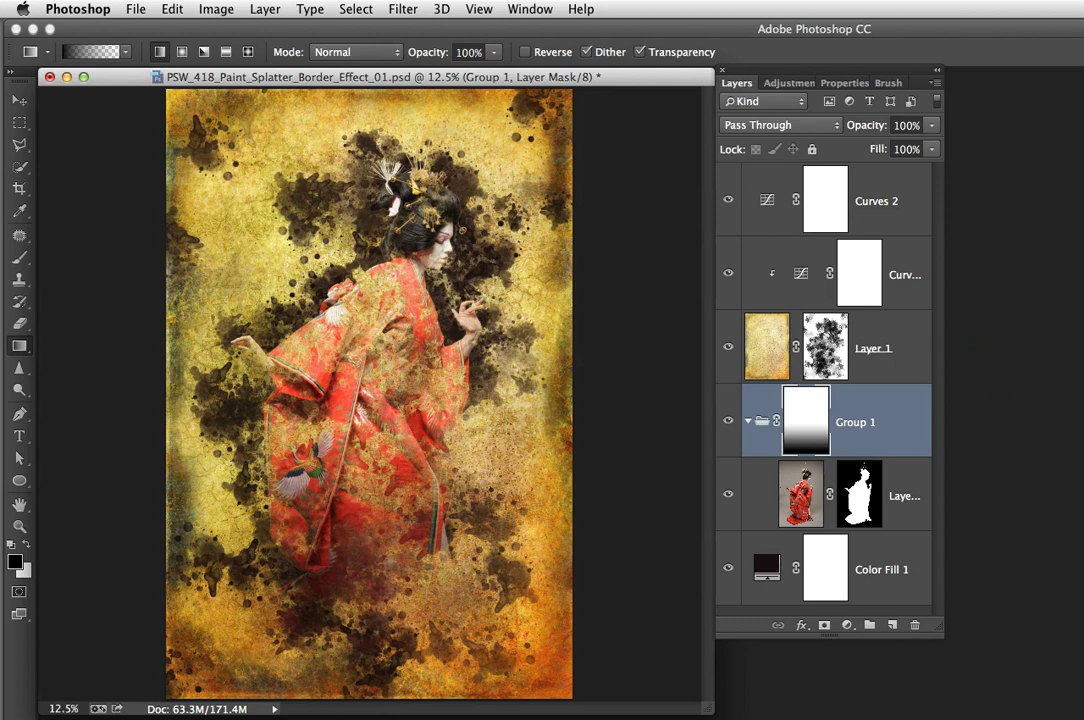 Photoshop File Edit Image Layer Type Select Filter 3D View Window Help
Adobe Photoshop CC
Mode: Normal Opacity: 100% Reverse Dither Transparency
PSW_418_Paint_Splatter_Border_Effect_01.psd @ 12.5% (Group 1, Layer Mask/8) *
Layers Adjustmen Properties Brush
Kind
Pass Through Opacity: 100%
Lock: Fill: 100%
Curves 2
Curv...
Layer 1
Group 1
Laye...
Color Fill 1
fx
12.5% Doc: 63.3M/171.4M